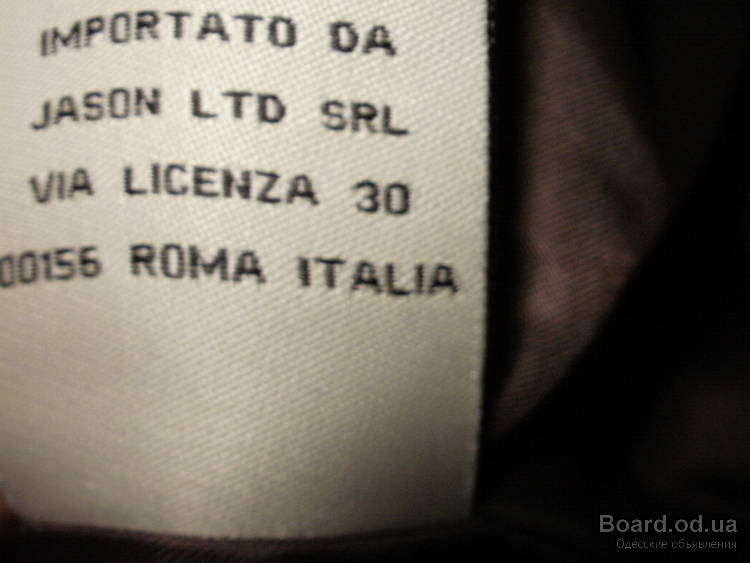 IMPORTATO DA
JASON LTD SRL
VIA LICENZA 30
00156 ROMA ITALIA
Board.od.ua
Одесские объявления